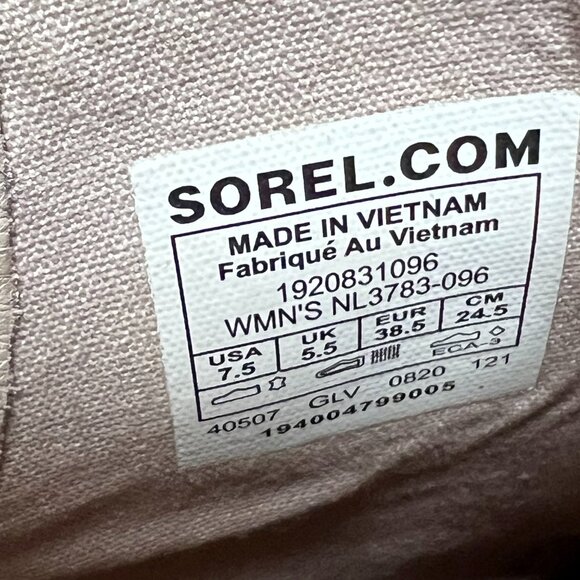 SOREL.COM
MADE IN VIETNAM
Fabriqué Au Vietnam
1920831096
WMN'S NL3783-096
USA UK EUR CM
7.5 5.5 38.5 24.5
ECA-9
40507 GLV 0820 121
194004799005